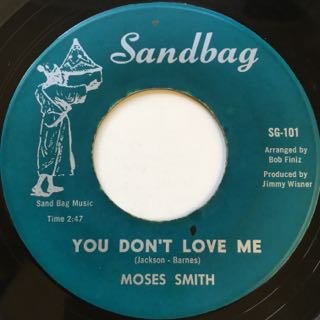 Sandbag
SG-101
Arranged by
Bob Finiz
Produced by
Jimmy Wisner
Sand Bag Music
Time 2:47
YOU DON'T LOVE ME
(Jackson - Barnes)
MOSES SMITH